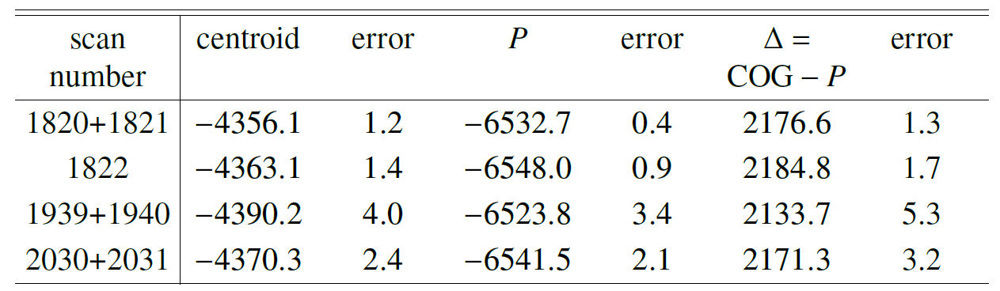 scan centroid error P error Δ = error
number COG − P
1820+1821 −4356.1 1.2 −6532.7 0.4 2176.6 1.3
1822 −4363.1 1.4 −6548.0 0.9 2184.8 1.7
1939+1940 −4390.2 4.0 −6523.8 3.4 2133.7 5.3
2030+2031 −4370.3 2.4 −6541.5 2.1 2171.3 3.2